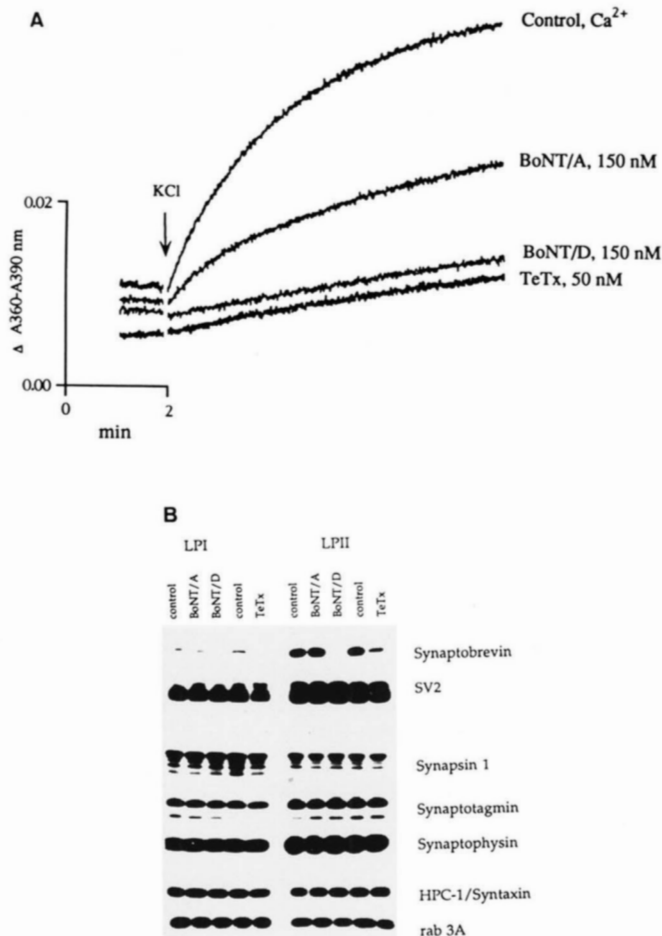 A
Control, Ca2+
BoNT/A, 150 nM
BoNT/D, 150 nM
TeTx, 50 nM
KCl
0.02
0.00
Δ A360-A390 nm
0
2
min
B
LPI
LPII
control
BoNT/A
BoNT/D
control
TeTx
control
BoNT/A
BoNT/D
control
TeTx
Synaptobrevin
SV2
Synapsin 1
Synaptotagmin
Synaptophysin
HPC-1/Syntaxin
rab 3A